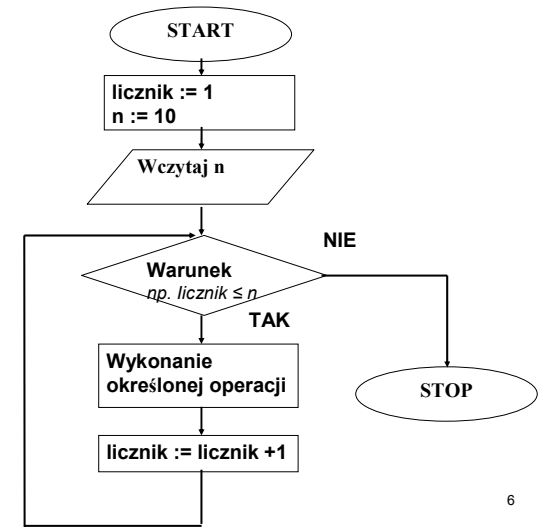 START
licznik := 1
n := 10
Wczytaj n
NIE
Warunek
np. licznik ≤ n
TAK
Wykonanie
określonej operacji
STOP
licznik := licznik +1
6